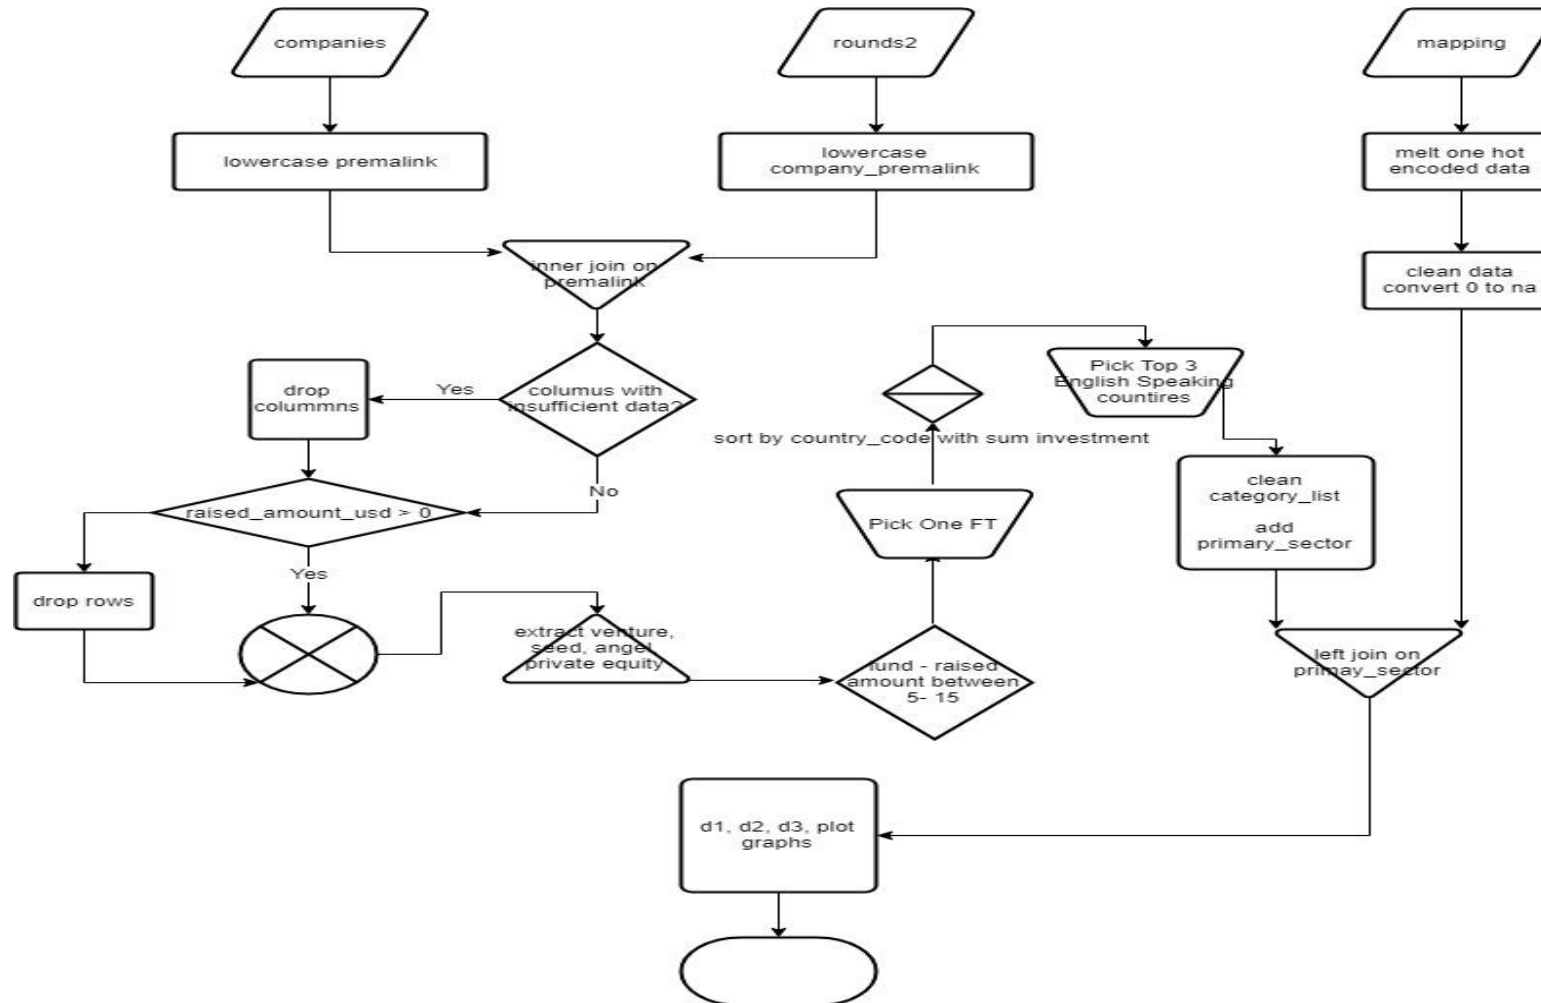 companies
rounds2
mapping
lowercase premalink
lowercase
company_premalink
melt one hot
encoded data
inner join on
premalink
clean data
convert 0 to na
drop
colummns
Yes
columus with
insufficient data?
Pick Top 3
English Speaking
countires
sort by country_code with sum investment
No
raised_amount_usd > 0
Pick One FT
clean
category_list
add
primary_sector
Yes
drop rows
extract venture,
seed, angel,
private equity
fund - raised
amount between
5- 15
left join on
primay_sector
d1, d2, d3, plot
graphs